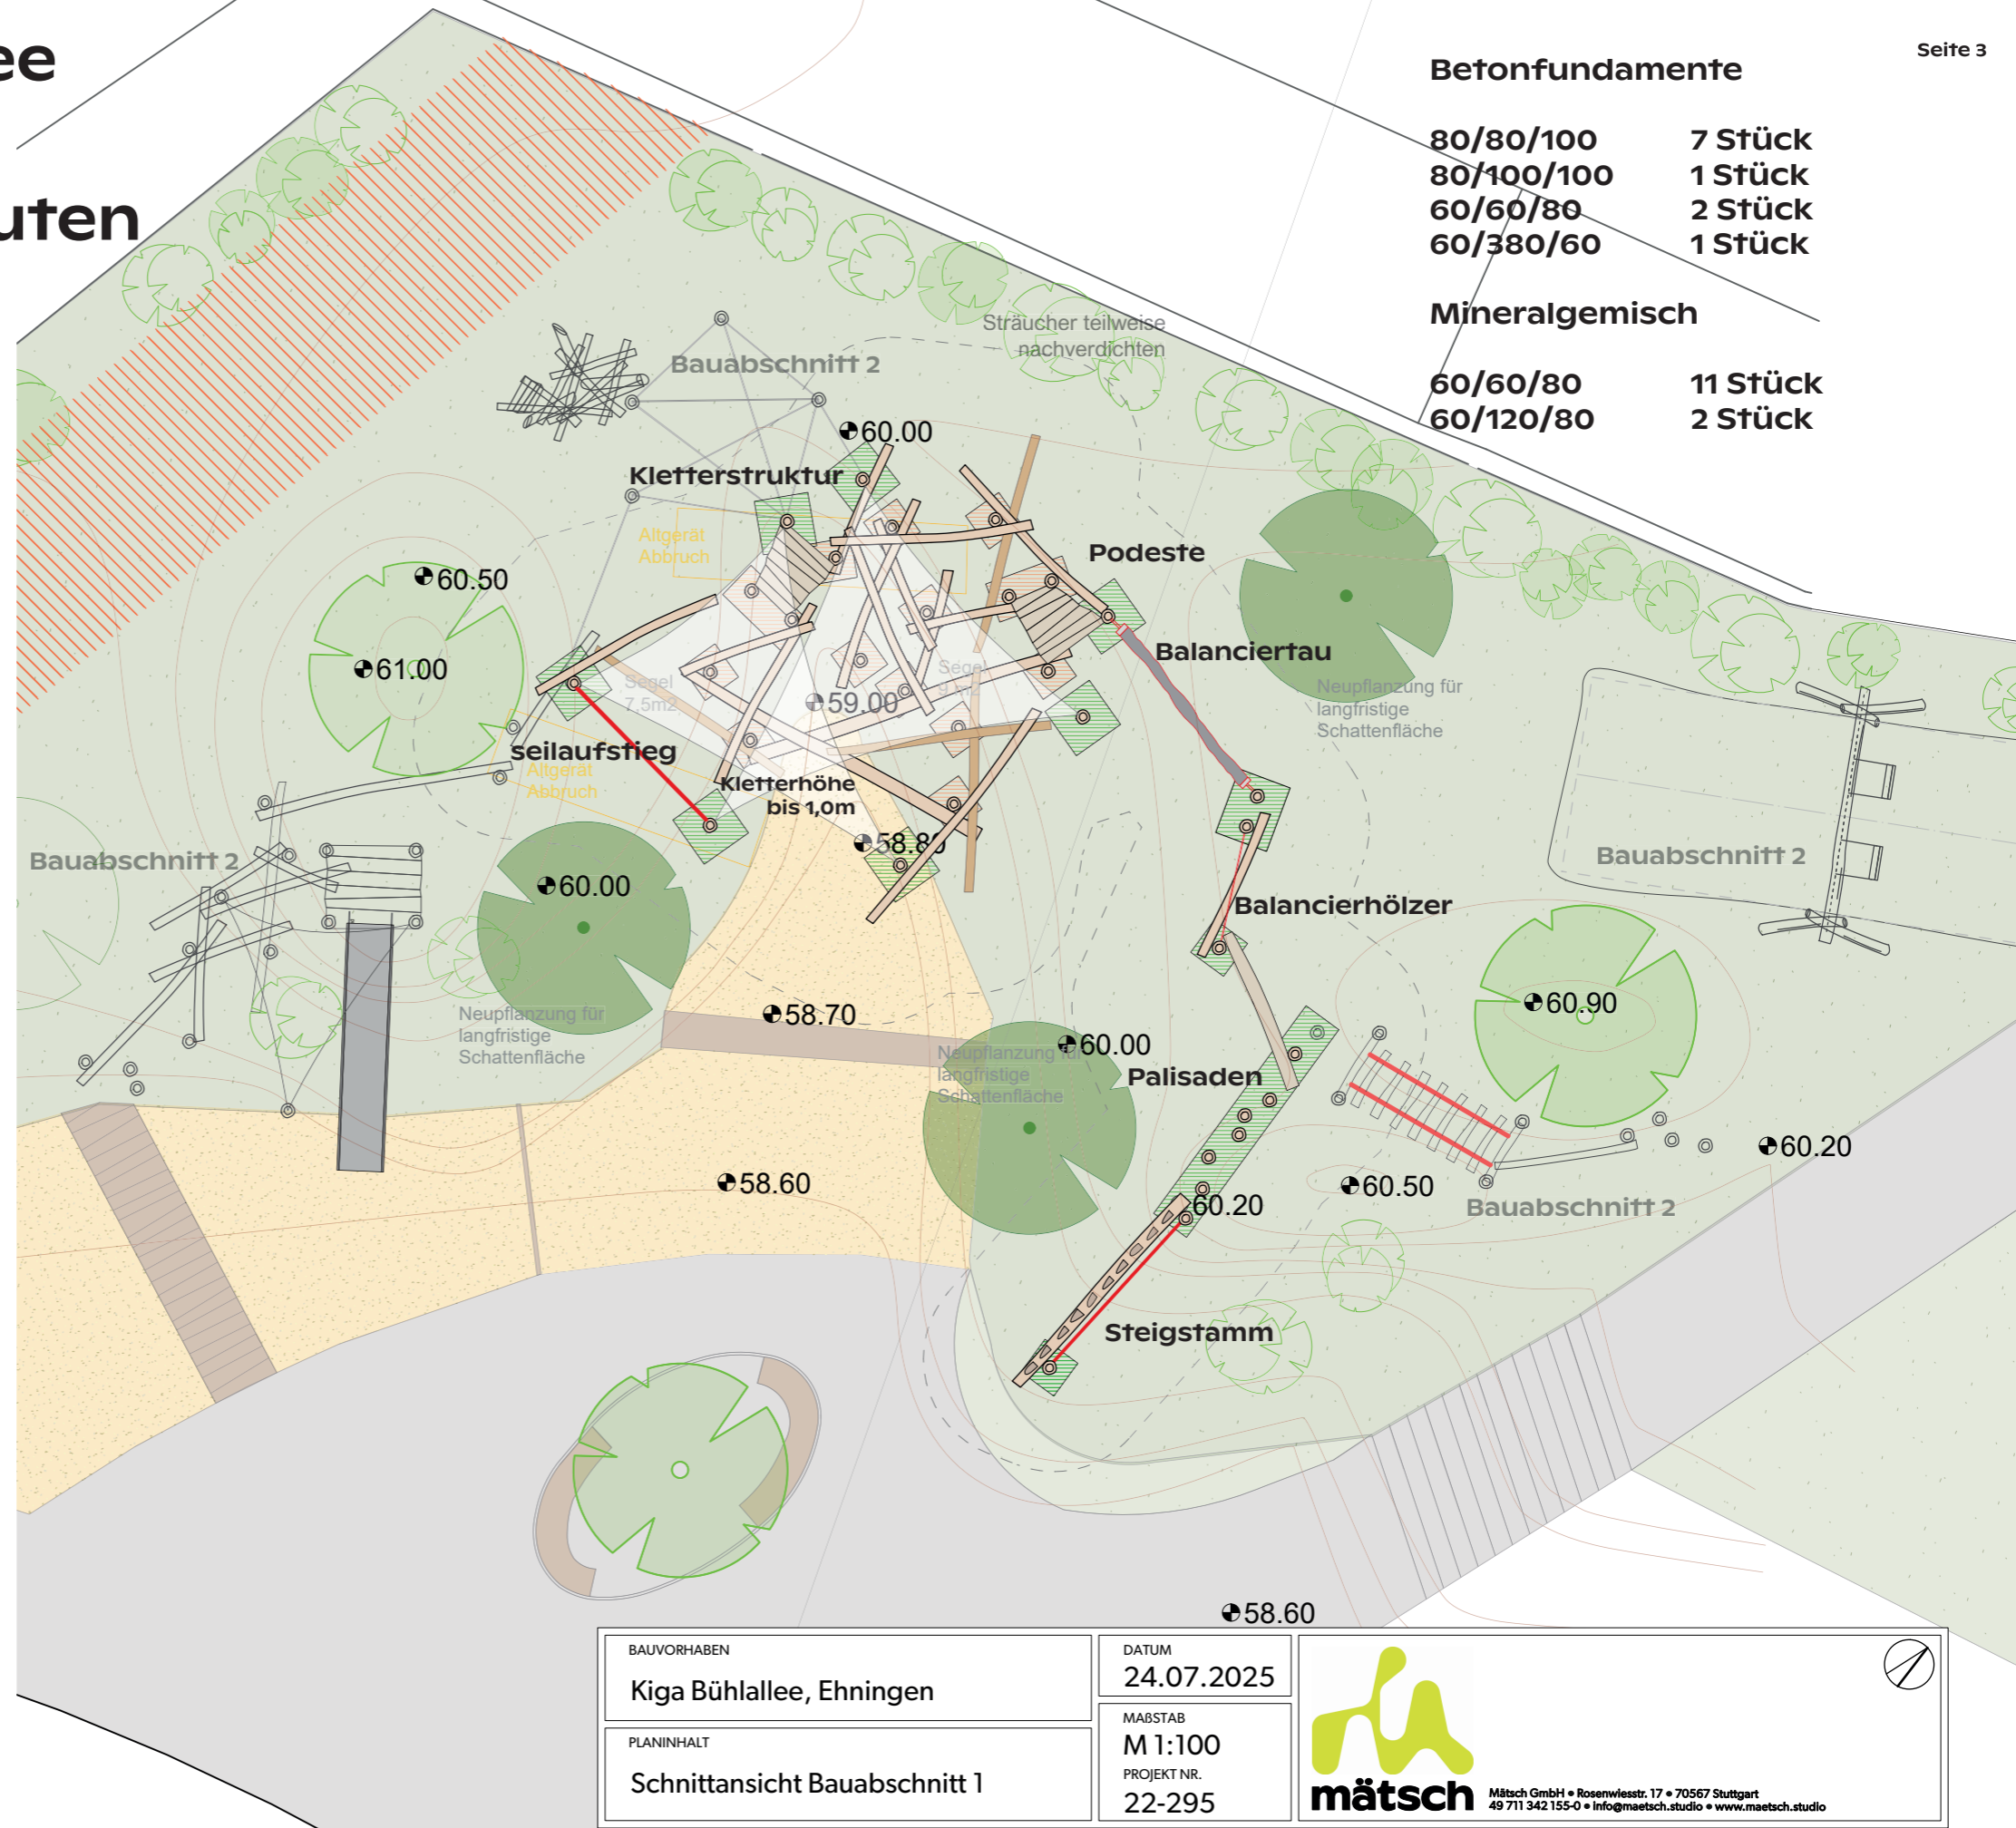 ee
uten
Seite 3
Betonfundamente
80/80/100 7 Stück
80/100/100 1 Stück
60/60/80 2 Stück
60/380/60 1 Stück
Mineralgemisch
60/60/80 11 Stück
60/120/80 2 Stück
Sträucher teilweise
nachverdichten
Bauabschnitt 2
60.00
Kletterstruktur
Altgerät
Abbruch
Podeste
60.50
61.00
Balanciertau
Segel
7.5m2
Segel
59.00
Neupflanzung für
langfristige
Schattenfläche
seilaufstieg
Altgerät
Abbruch
Kletterhöhe
bis 1,0m
58.80
Bauabschnitt 2
Bauabschnitt 2
60.00
Balancierhölzer
60.90
58.70
Neupflanzung für
langfristige
Schattenfläche
60.00
Neupflanzung für
langfristige
Schattenfläche
Palisaden
60.20
58.60
60.50
60.20
Bauabschnitt 2
Steigstamm
58.60
BAUVORHABEN
Kiga Bühlallee, Ehningen
PLANINHALT
Schnittansicht Bauabschnitt 1
DATUM
24.07.2025
MAßSTAB
M 1:100
PROJEKT NR.
22-295
mätsch
Mätsch GmbH • Rosenwiesstr. 17 • 70567 Stuttgart
49 711 342 155-0 • info@maetsch.studio • www.maetsch.studio